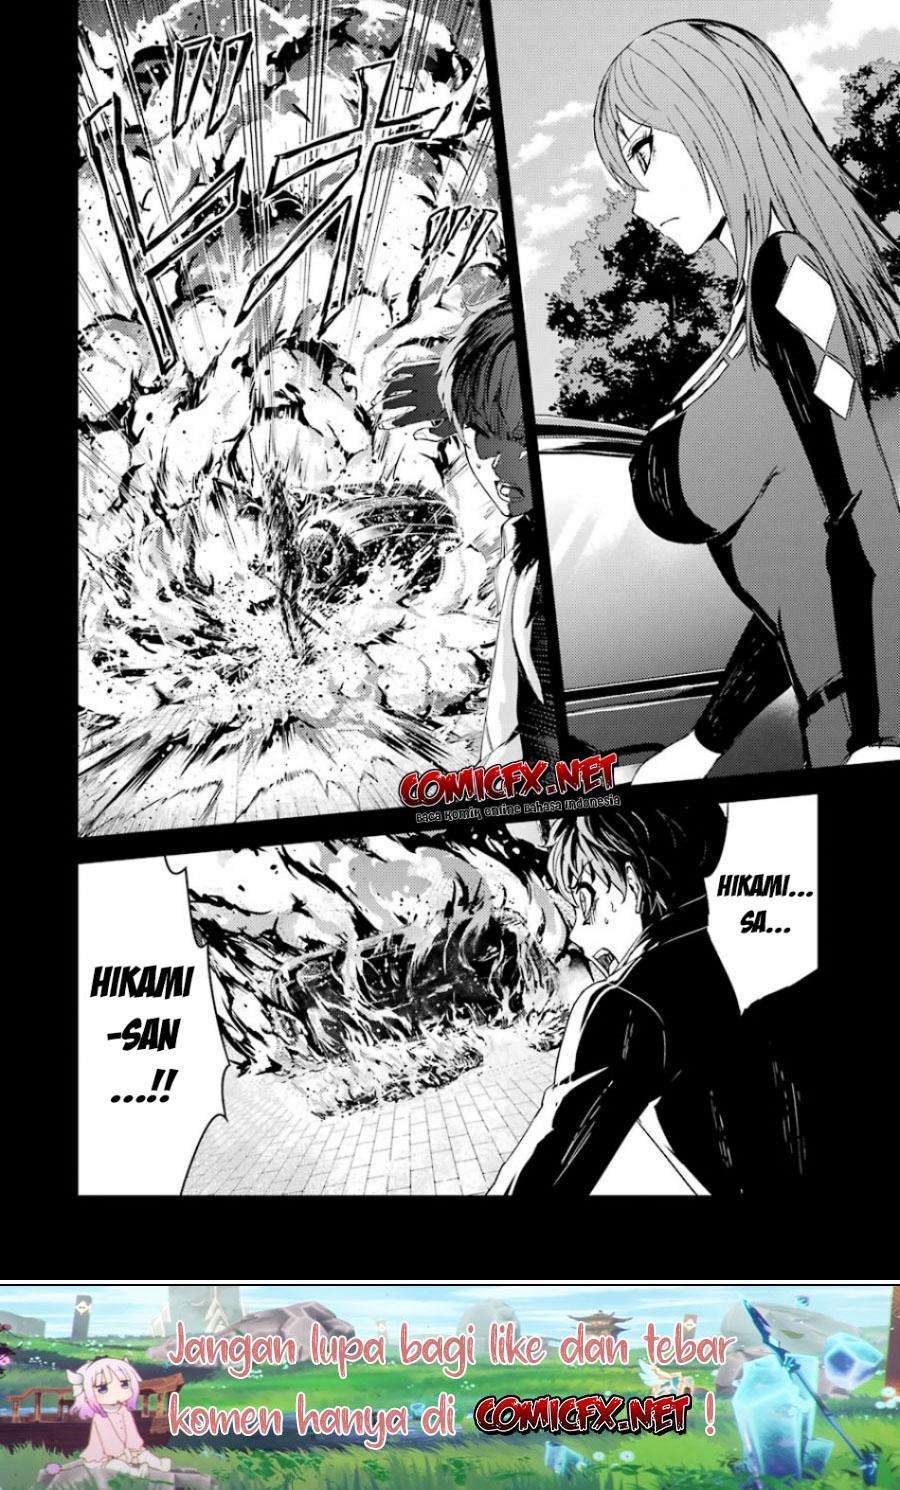 ドオ
COMICFX.NET
Baca Komik Online Bahasa Indonesia
HIKAMI...
SA...
HIKAMI
-SAN
...!!
Jangan lupa bagi like dan tebar
komen hanya di COMICFX.NET !